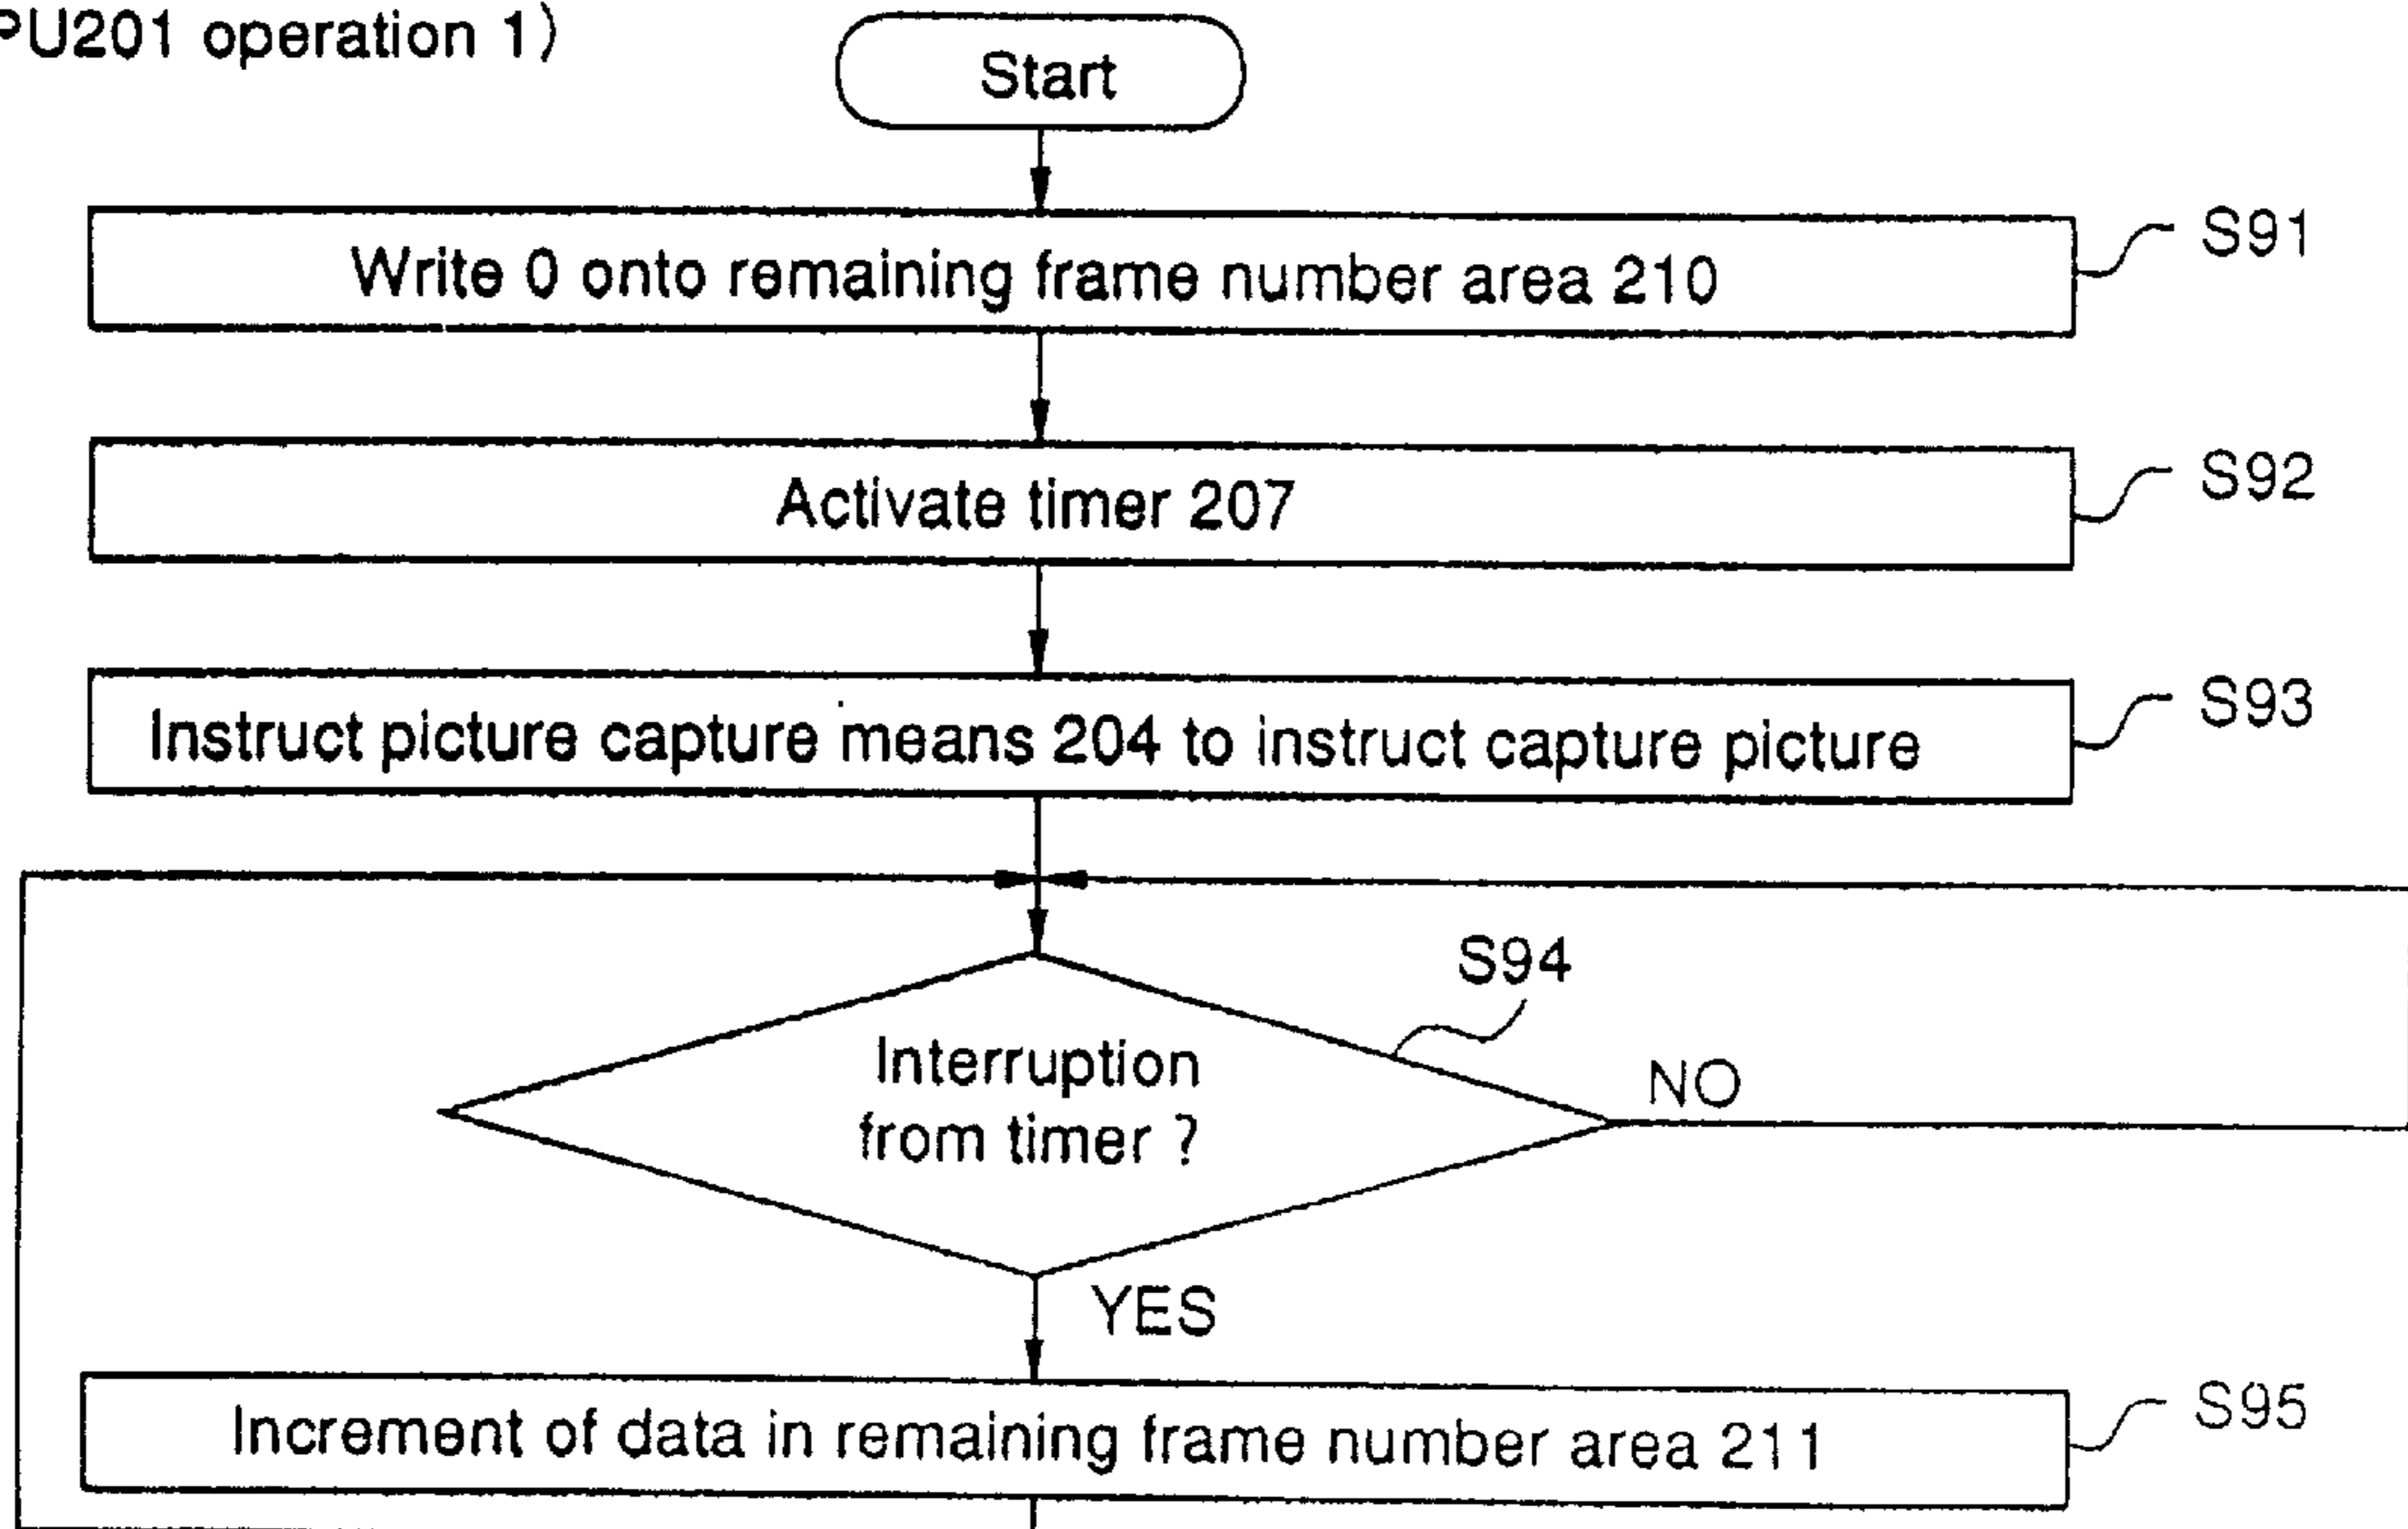 PU201 operation 1)
Start
Write 0 onto remaining frame number area 210
S91
Activate timer 207
S92
Instruct picture capture means 204 to instruct capture picture
S93
S94
Interruption
from timer ?
NO
YES
Increment of data in remaining frame number area 211
S95